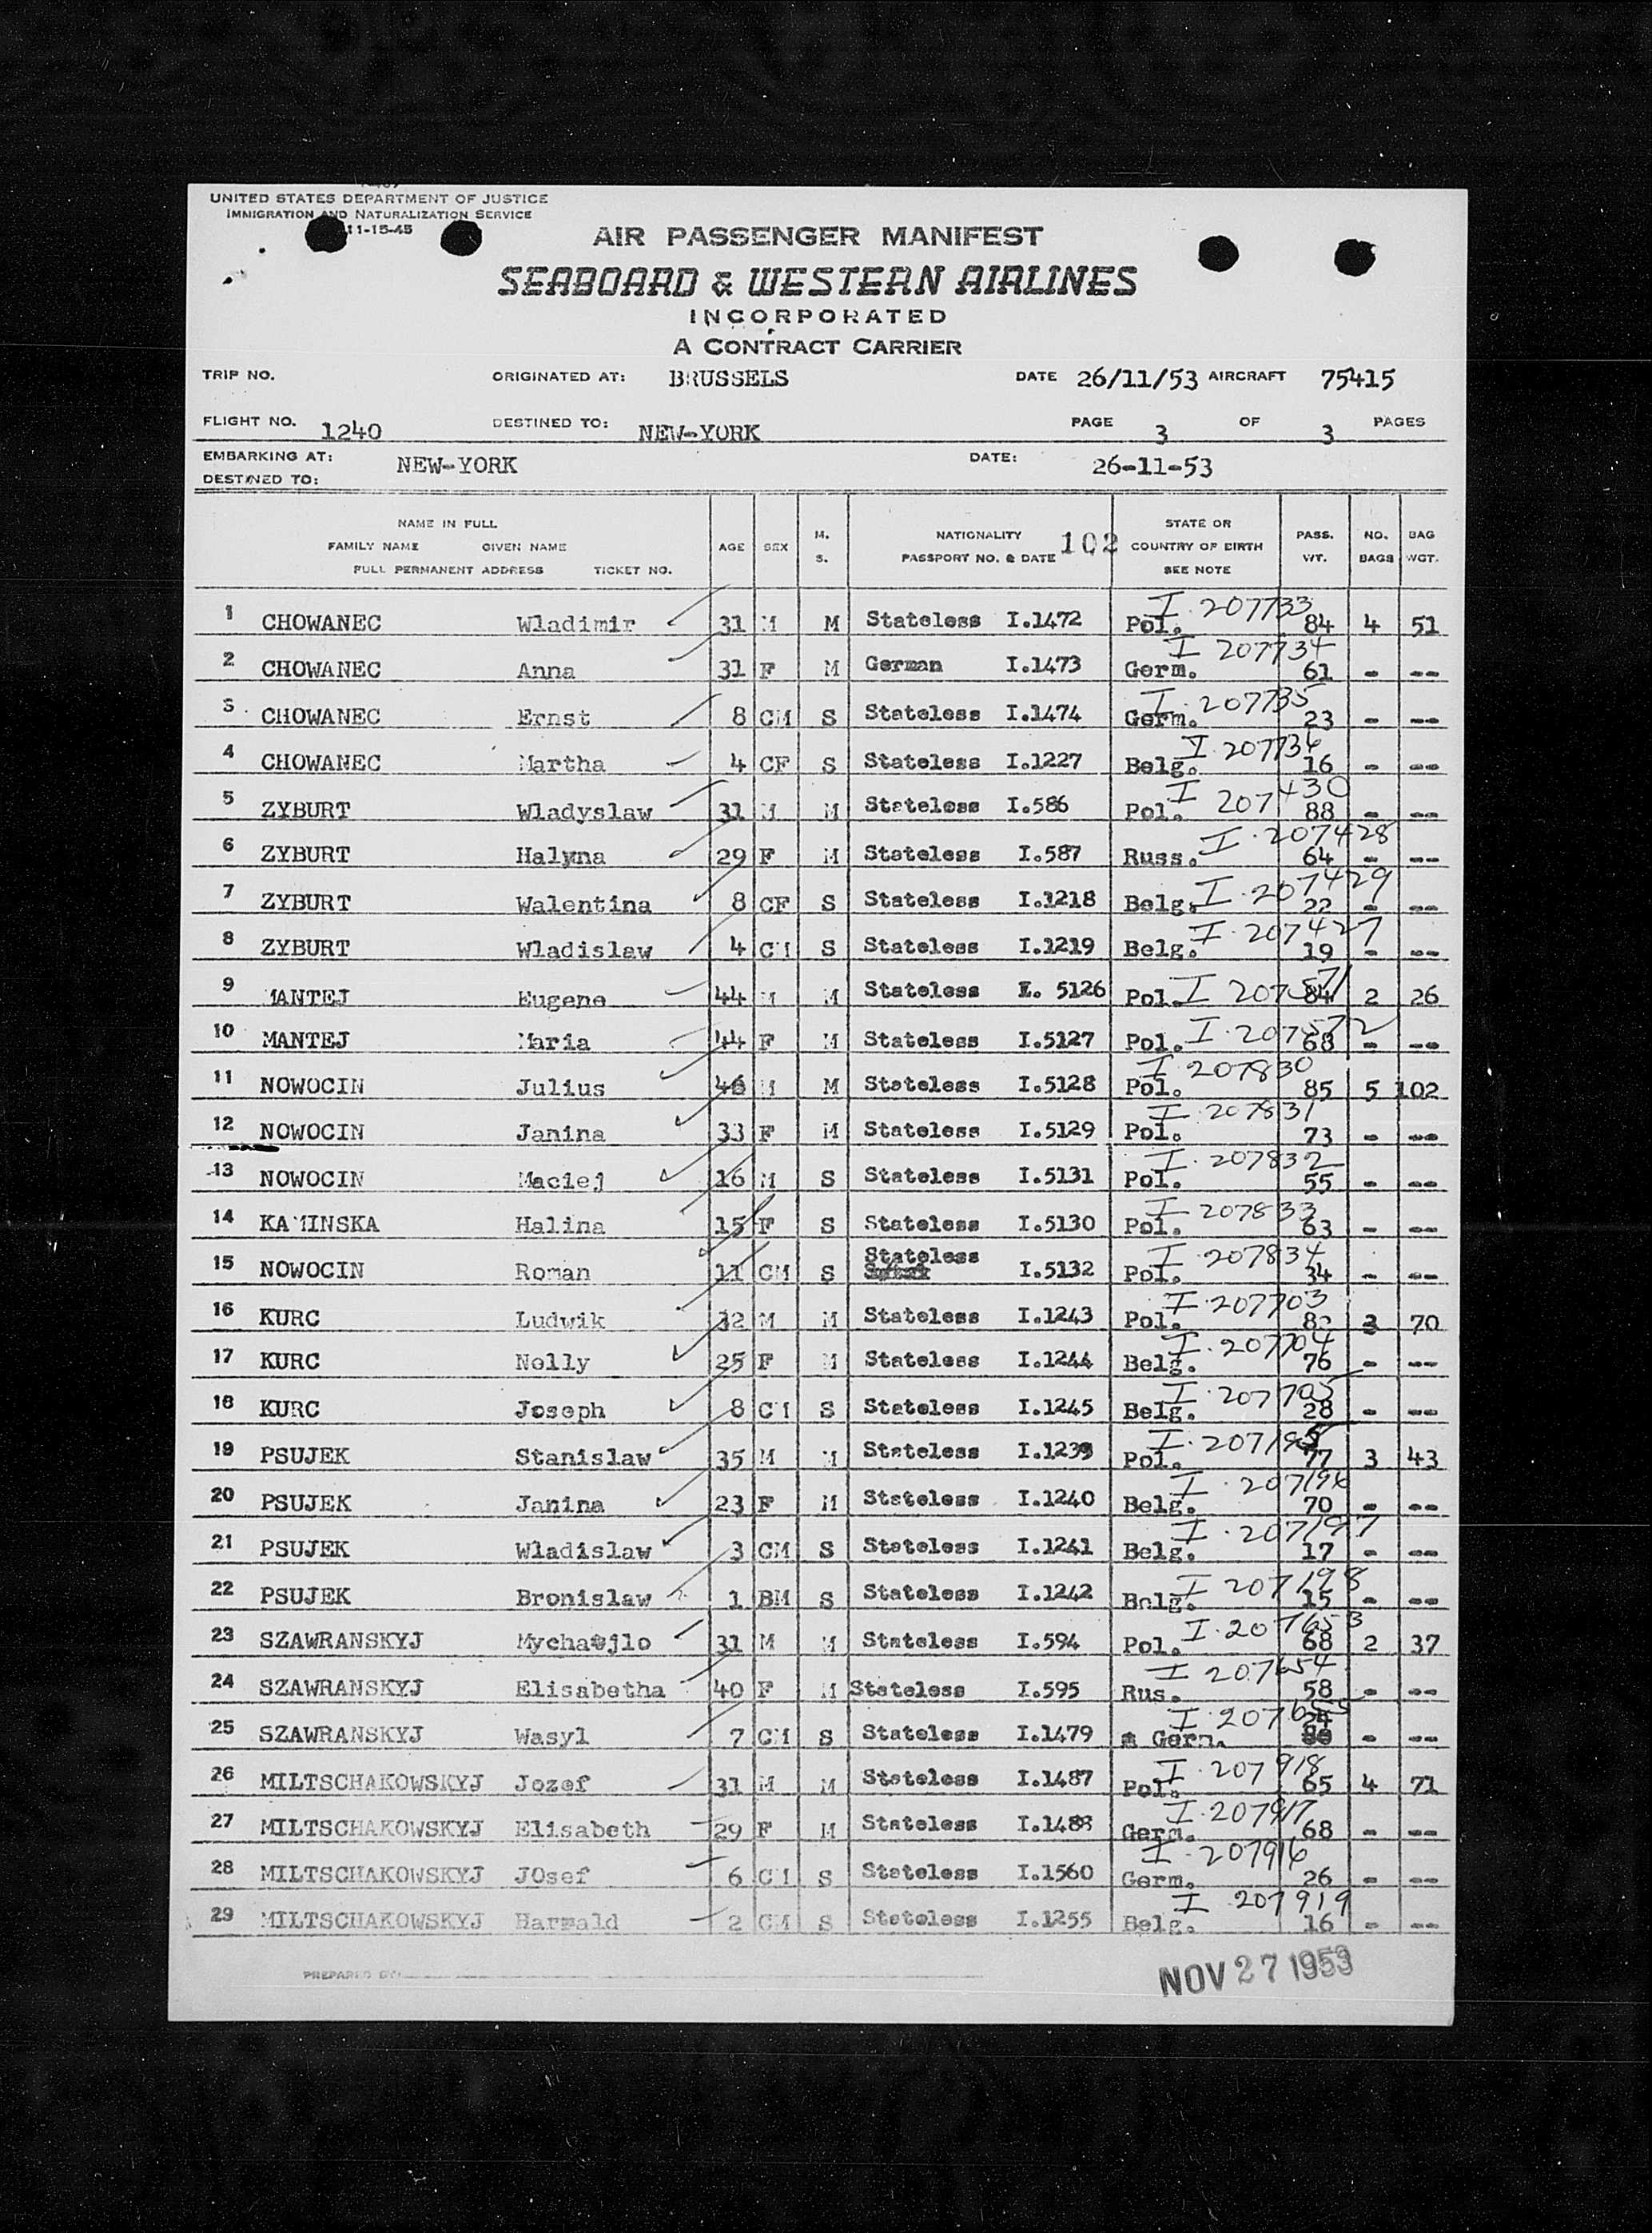 UNITED STATES DEPARTMENT OF JUSTICE
IMMIGRATION AND NATURALIZATION SERVICE
11-15-45
AIR PASSENGER MANIFEST
SEABOARD & WESTERN AIRLINES
INCORPORATED
A CONTRACT CARRIER
TRIP NO. ORIGINATED AT: BRUSSELS DATE 26/11/53 AIRCRAFT 75415
FLIGHT NO. 1240 DESTINED TO: NEW-YORK PAGE 3 OF 3 PAGES
EMBARKING AT: NEW-YORK DATE: 26-11-53
DESTINED TO:
NAME IN FULL M. NATIONALITY 102 STATE OR PASS. NO. BAG
FAMILY NAME GIVEN NAME AGE SEX S. PASSPORT NO. & DATE COUNTRY OF BIRTH WT. BAGS WGT.
FULL PERMANENT ADDRESS TICKET NO. SEE NOTE
1 CHOWANEC Wladimir 31 M M Stateless I.1472 Pol. I.207733 84 4 51
2 CHOWANEC Anna 31 F M German I.1473 Germ. I 207734 61 - --
3 CHOWANEC Ernst 8 CM S Stateless I.1474 Germ. I.207735 23 - --
4 CHOWANEC Martha 4 CF S Stateless I.1227 Belg. I.207736 16 - --
5 ZYBURT Wladyslaw 31 M M Stateless I.586 Pol. I 207430 88 - --
6 ZYBURT Halyna 29 F M Stateless I.587 Russ. I.207428 64 - --
7 ZYBURT Walentina 8 CF S Stateless I.1218 Belg. I.207429 22 - --
8 ZYBURT Wladislaw 4 CM S Stateless I.1219 Belg. I.207427 19 - --
9 MANTEJ Eugene 44 M M Stateless I. 5126 Pol. I 84 2 26
10 MANTEJ Maria 44 F M Stateless I.5127 Pol. I. 68 - --
11 NOWOCIN Julius 46 M M Stateless I.5128 Pol. I.207830 85 5 102
12 NOWOCIN Janina 33 F M Stateless I.5129 Pol. I.207831 73 - --
13 NOWOCIN Maciej 16 M S Stateless I.5131 Pol. I.207832 55 - --
14 KAMINSKA Halina 15 F S Stateless I.5130 Pol. I 207833 63 - --
15 NOWOCIN Roman 11 CM S Stateless I.5132 Pol. I 207834 34 - --
16 KURC Ludwik 32 M M Stateless I.1243 Pol. I.207703 3 70
17 KURC Nelly 25 F M Stateless I.1244 Belg. I.207704 76 - --
18 KURC Joseph 8 CM S Stateless I.1245 Belg. I.207705 28 - --
19 PSUJEK Stanislaw 35 M M Stateless I.1239 Pol. I.207195 77 3 43
20 PSUJEK Janina 23 F M Stateless I.1240 Belg. I.207196 70 - --
21 PSUJEK Wladislaw 3 CM S Stateless I.1241 Belg. I.207197 17 - --
22 PSUJEK Bronislaw 1 BM S Stateless I.1242 Belg. I 207198 15 - --
23 SZAWRANSKYJ Mychajlo 31 M M Stateless I.594 Pol. I.207653 68 2 37
24 SZAWRANSKYJ Elisabetha 40 F M Stateless I.595 Rus. I 207654 58 - --
25 SZAWRANSKYJ Wasyl 7 CM S Stateless I.1479 Germ. I.207655 24 - --
26 MILTSCHAKOWSKYJ Jozef 31 M M Stateless I.1487 Pol. I.207918 65 4 71
27 MILTSCHAKOWSKYJ Elisabeth 29 F M Stateless I.1488 Germ. I.207917 68 - --
28 MILTSCHAKOWSKYJ JOsef 6 CM S Stateless I.1560 Germ. I.207916 26 - --
29 MILTSCHAKOWSKYJ Harmald 2 CM S Stateless I.1255 Belg. I 207919 16 - --
PREPARED BY:
NOV 27 1953